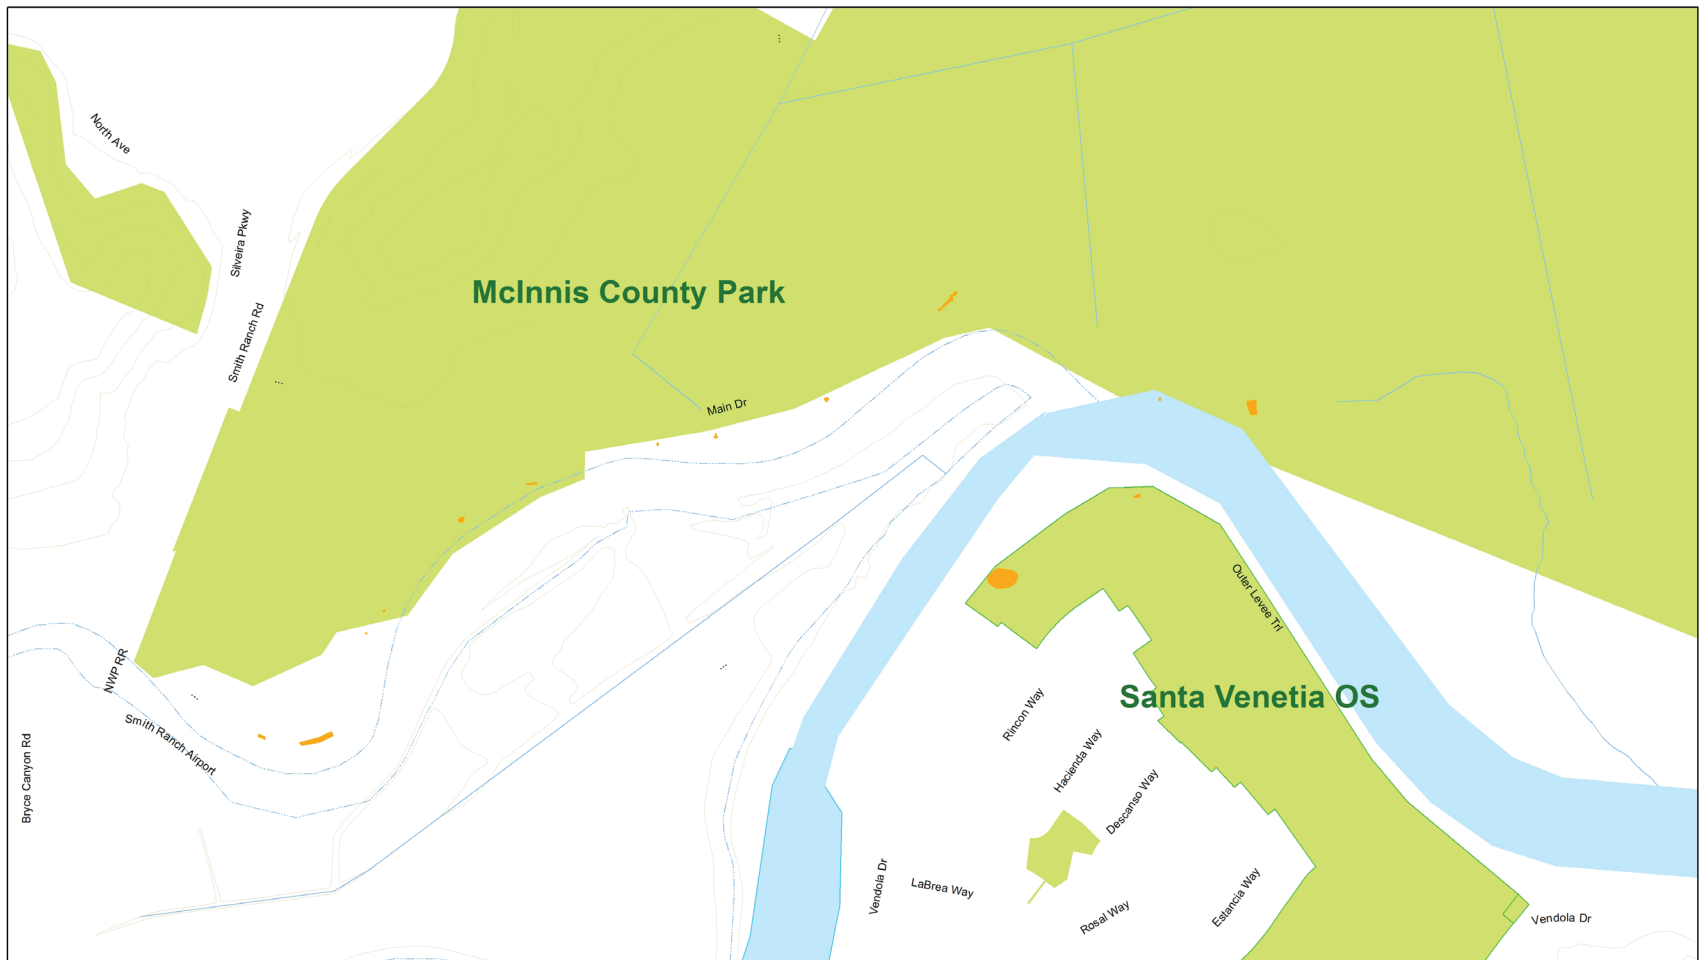 North Ave
Silveira Pkwy
McInnis County Park
Smith Ranch Rd
Main Dr
Outer Levee Trl
NWP RR
Santa Venetia OS
Rincon Way
Smith Ranch Airport
Hacienda Way
Bryce Canyon Rd
Descanso Way
Vendola Dr
LaBrea Way
Rosal Way
Estancia Way
Vendola Dr